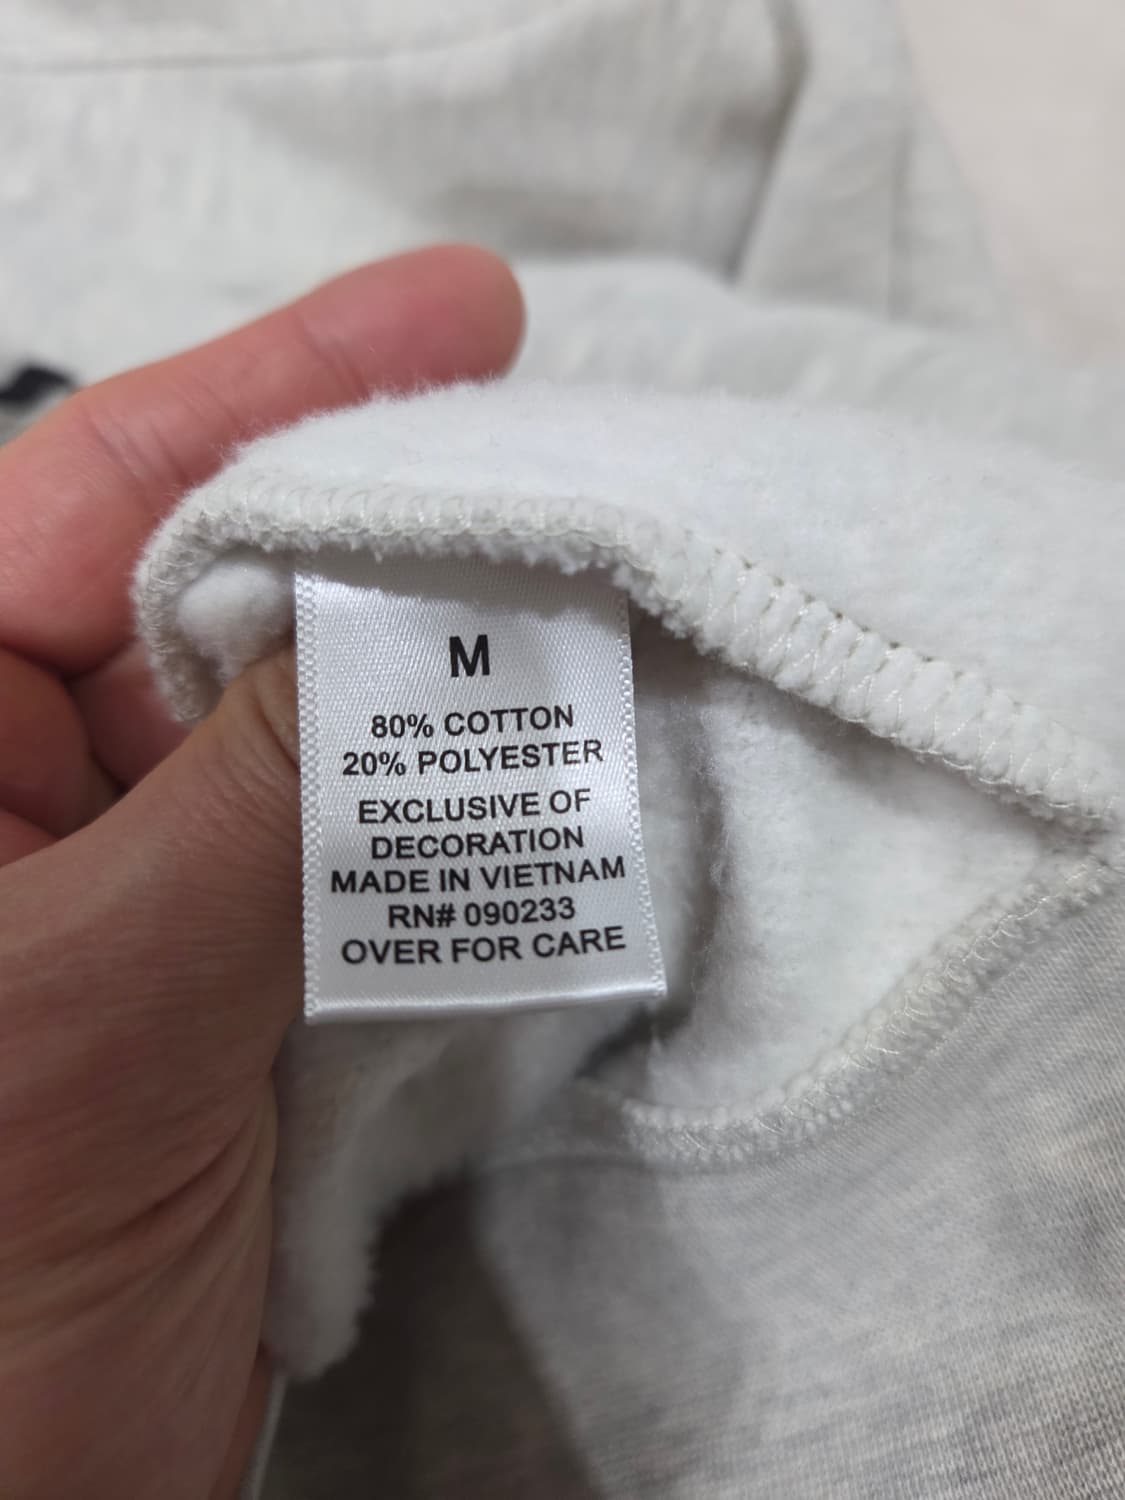 M
80% COTTON
20% POLYESTER
EXCLUSIVE OF
DECORATION
MADE IN VIETNAM
RN# 090233
OVER FOR CARE